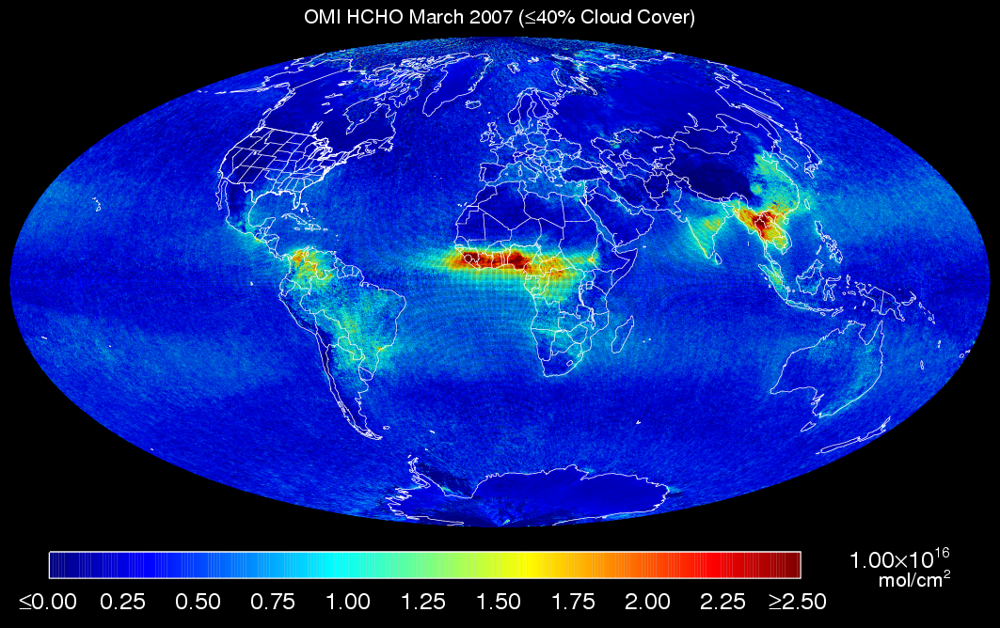 OMI HCHO March 2007 (≤40% Cloud Cover)
≤0.00 0.25 0.50 0.75 1.00 1.25 1.50 1.75 2.00 2.25 ≥2.50
1.00×10¹⁶
mol/cm²